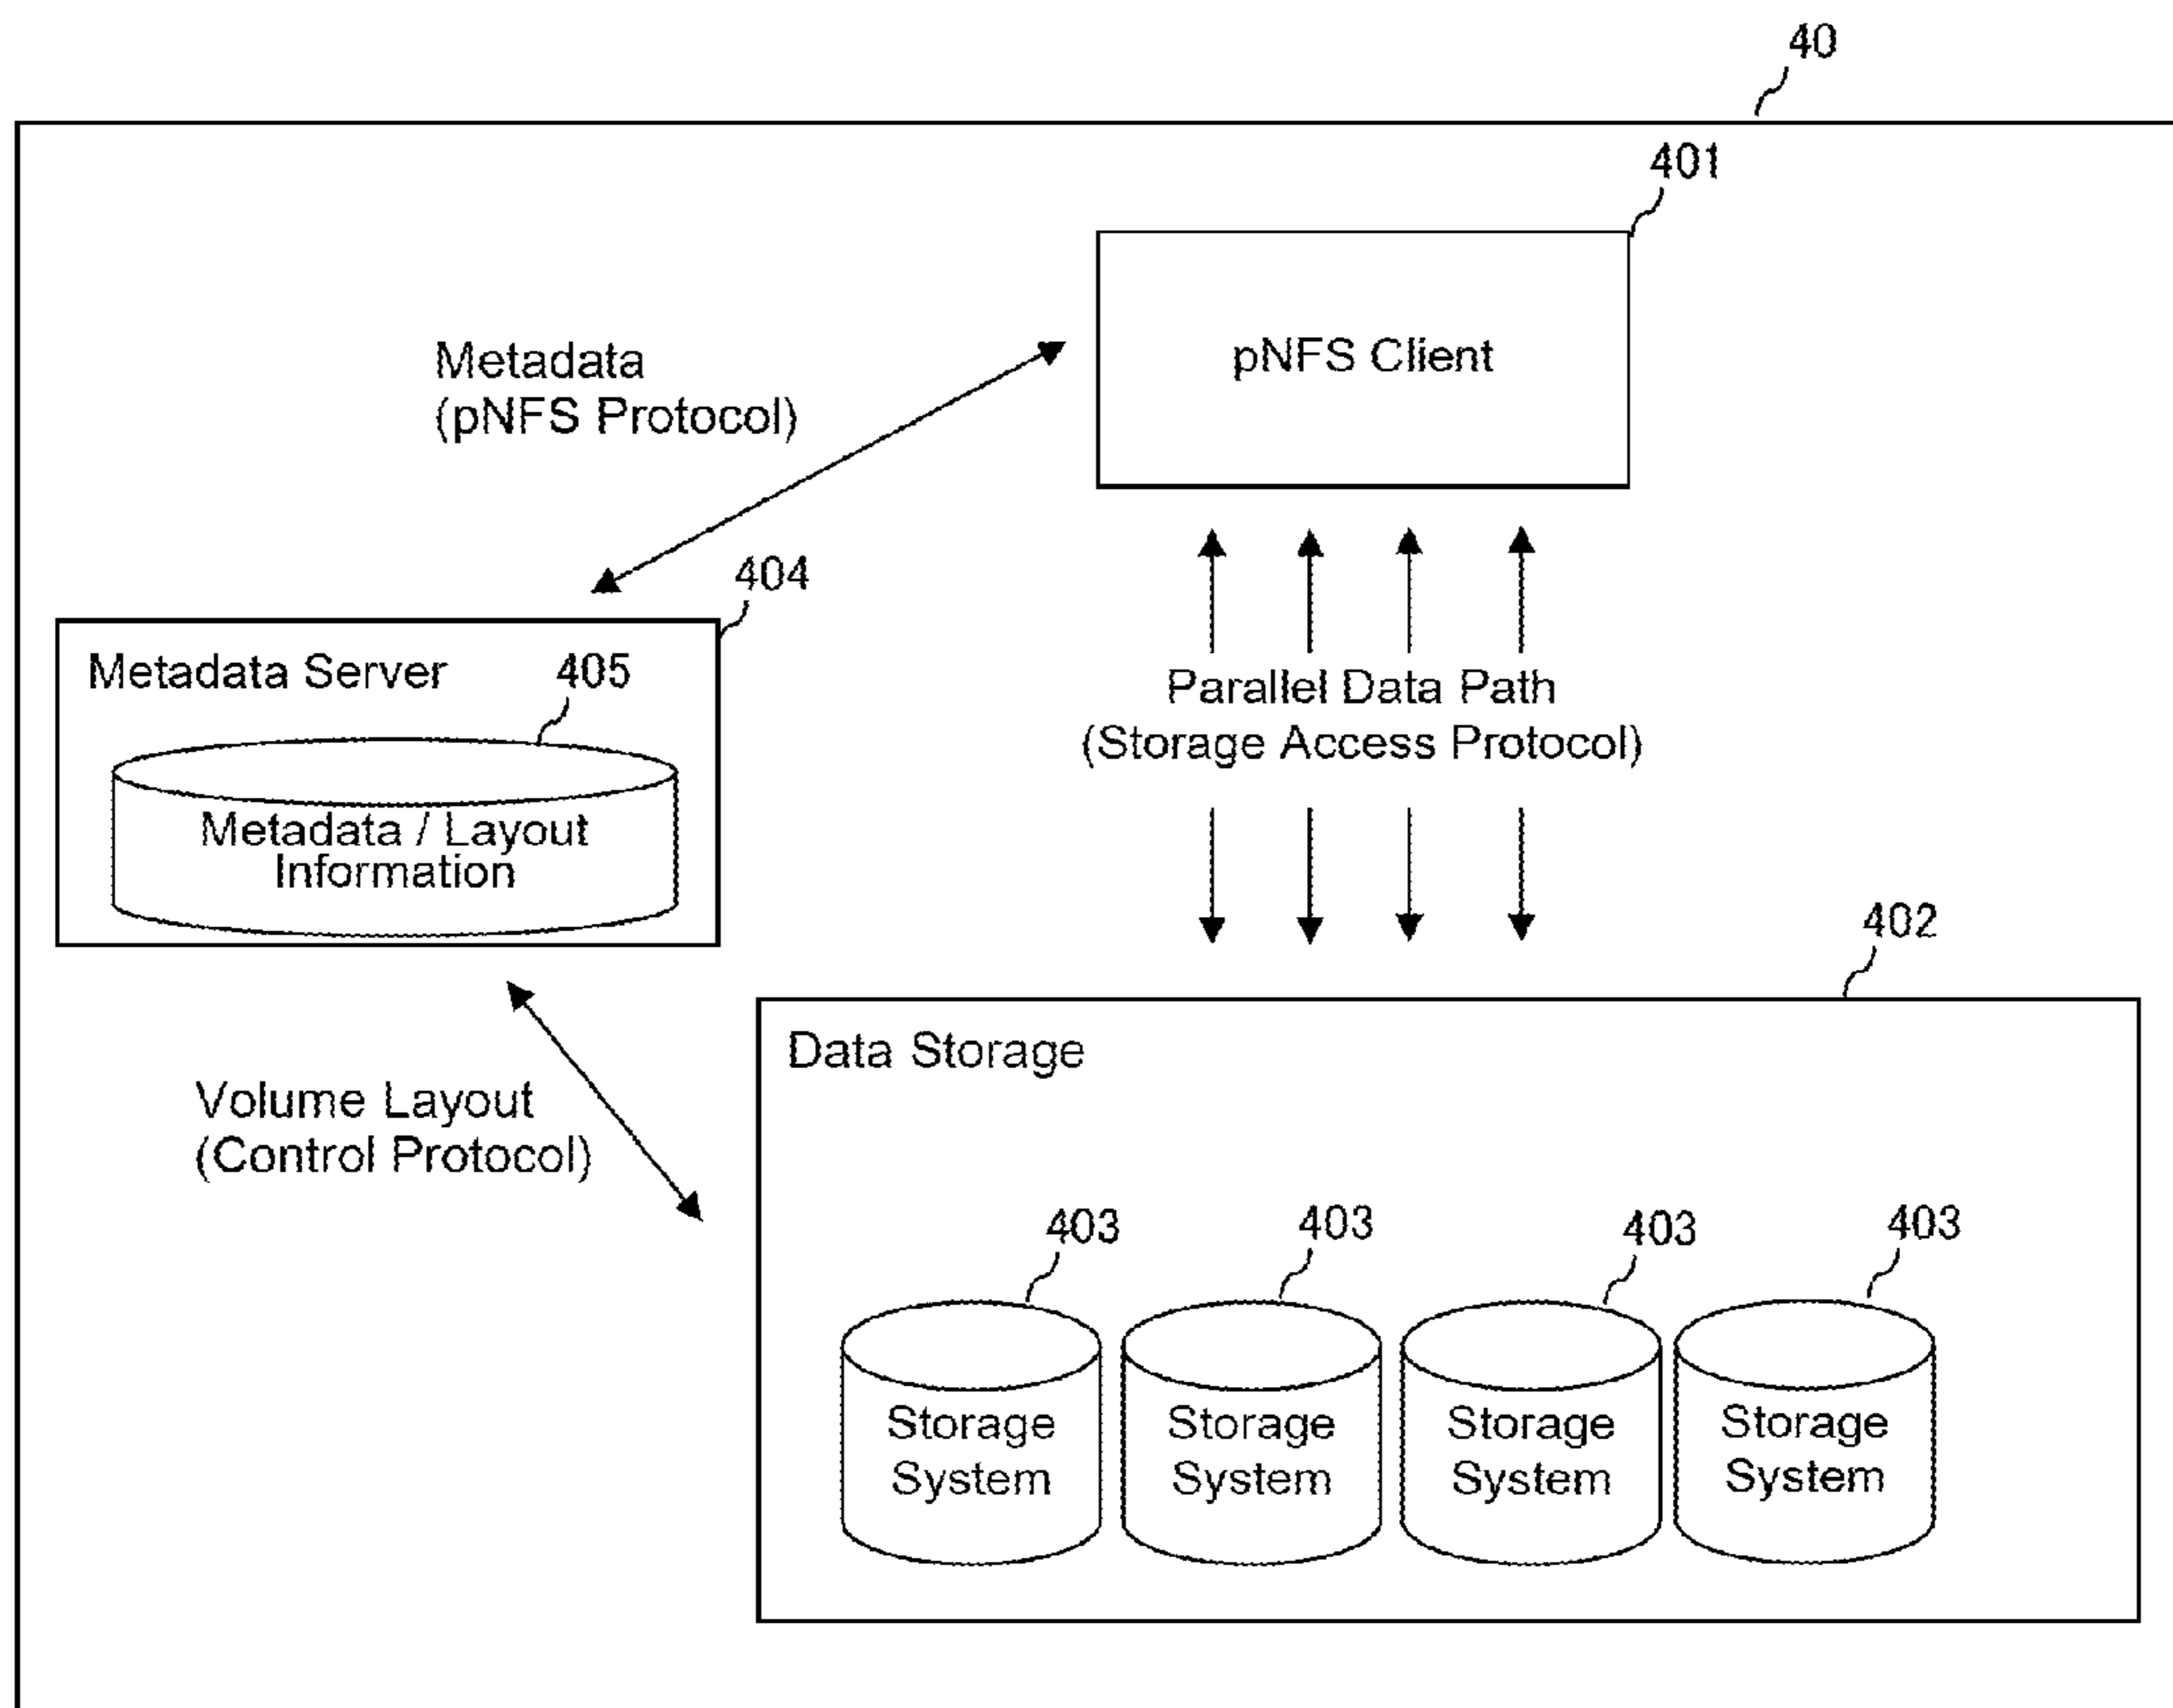 40
401
pNFS Client
Metadata
(pNFS Protocol)
404
Metadata Server
405
Metadata / Layout
Information
Parallel Data Path
(Storage Access Protocol)
402
Data Storage
Volume Layout
(Control Protocol)
403
403
403
403
Storage
System
Storage
System
Storage
System
Storage
System